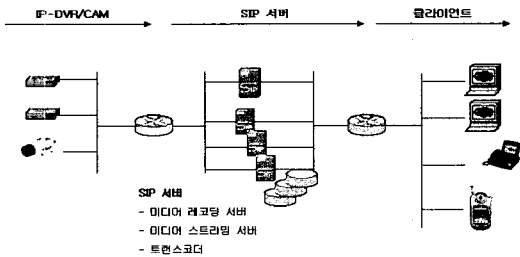 IP-DVR/CAM
SIP 서버
클라이언트
SIP 서버
- 미디어 레코딩 서버
- 미디어 스트리밍 서버
- 트랜스코더